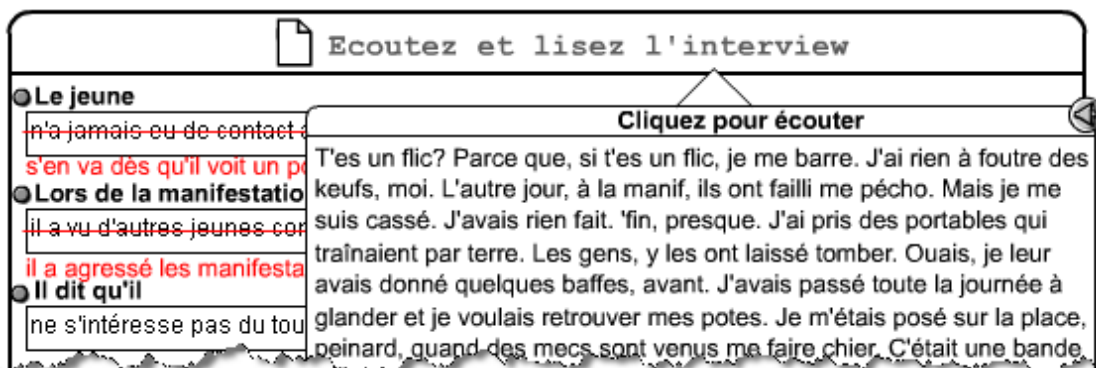 Ecoutez et lisez l'interview
Le jeune
n'a jamais eu de contact
s'en va dès qu'il voit un
Lors de la manifestatio
il a vu d'autres jeunes
il a agressé les manifesta
Il dit qu'il
ne s'intéresse pas du tou
Cliquez pour écouter
T'es un flic? Parce que, si t'es un flic, je me barre. J'ai rien à foutre des
keufs, moi. L'autre jour, à la manif, ils ont failli me pécho. Mais je me
suis cassé. J'avais rien fait. 'fin, presque. J'ai pris des portables qui
traînaient par terre. Les gens, y les ont laissé tomber. Ouais, je leur
avais donné quelques baffes, avant. J'avais passé toute la journée à
glander et je voulais retrouver mes potes. Je m'étais posé sur la place,
peinard, quand des mecs sont venus me faire chier. C'était une bande